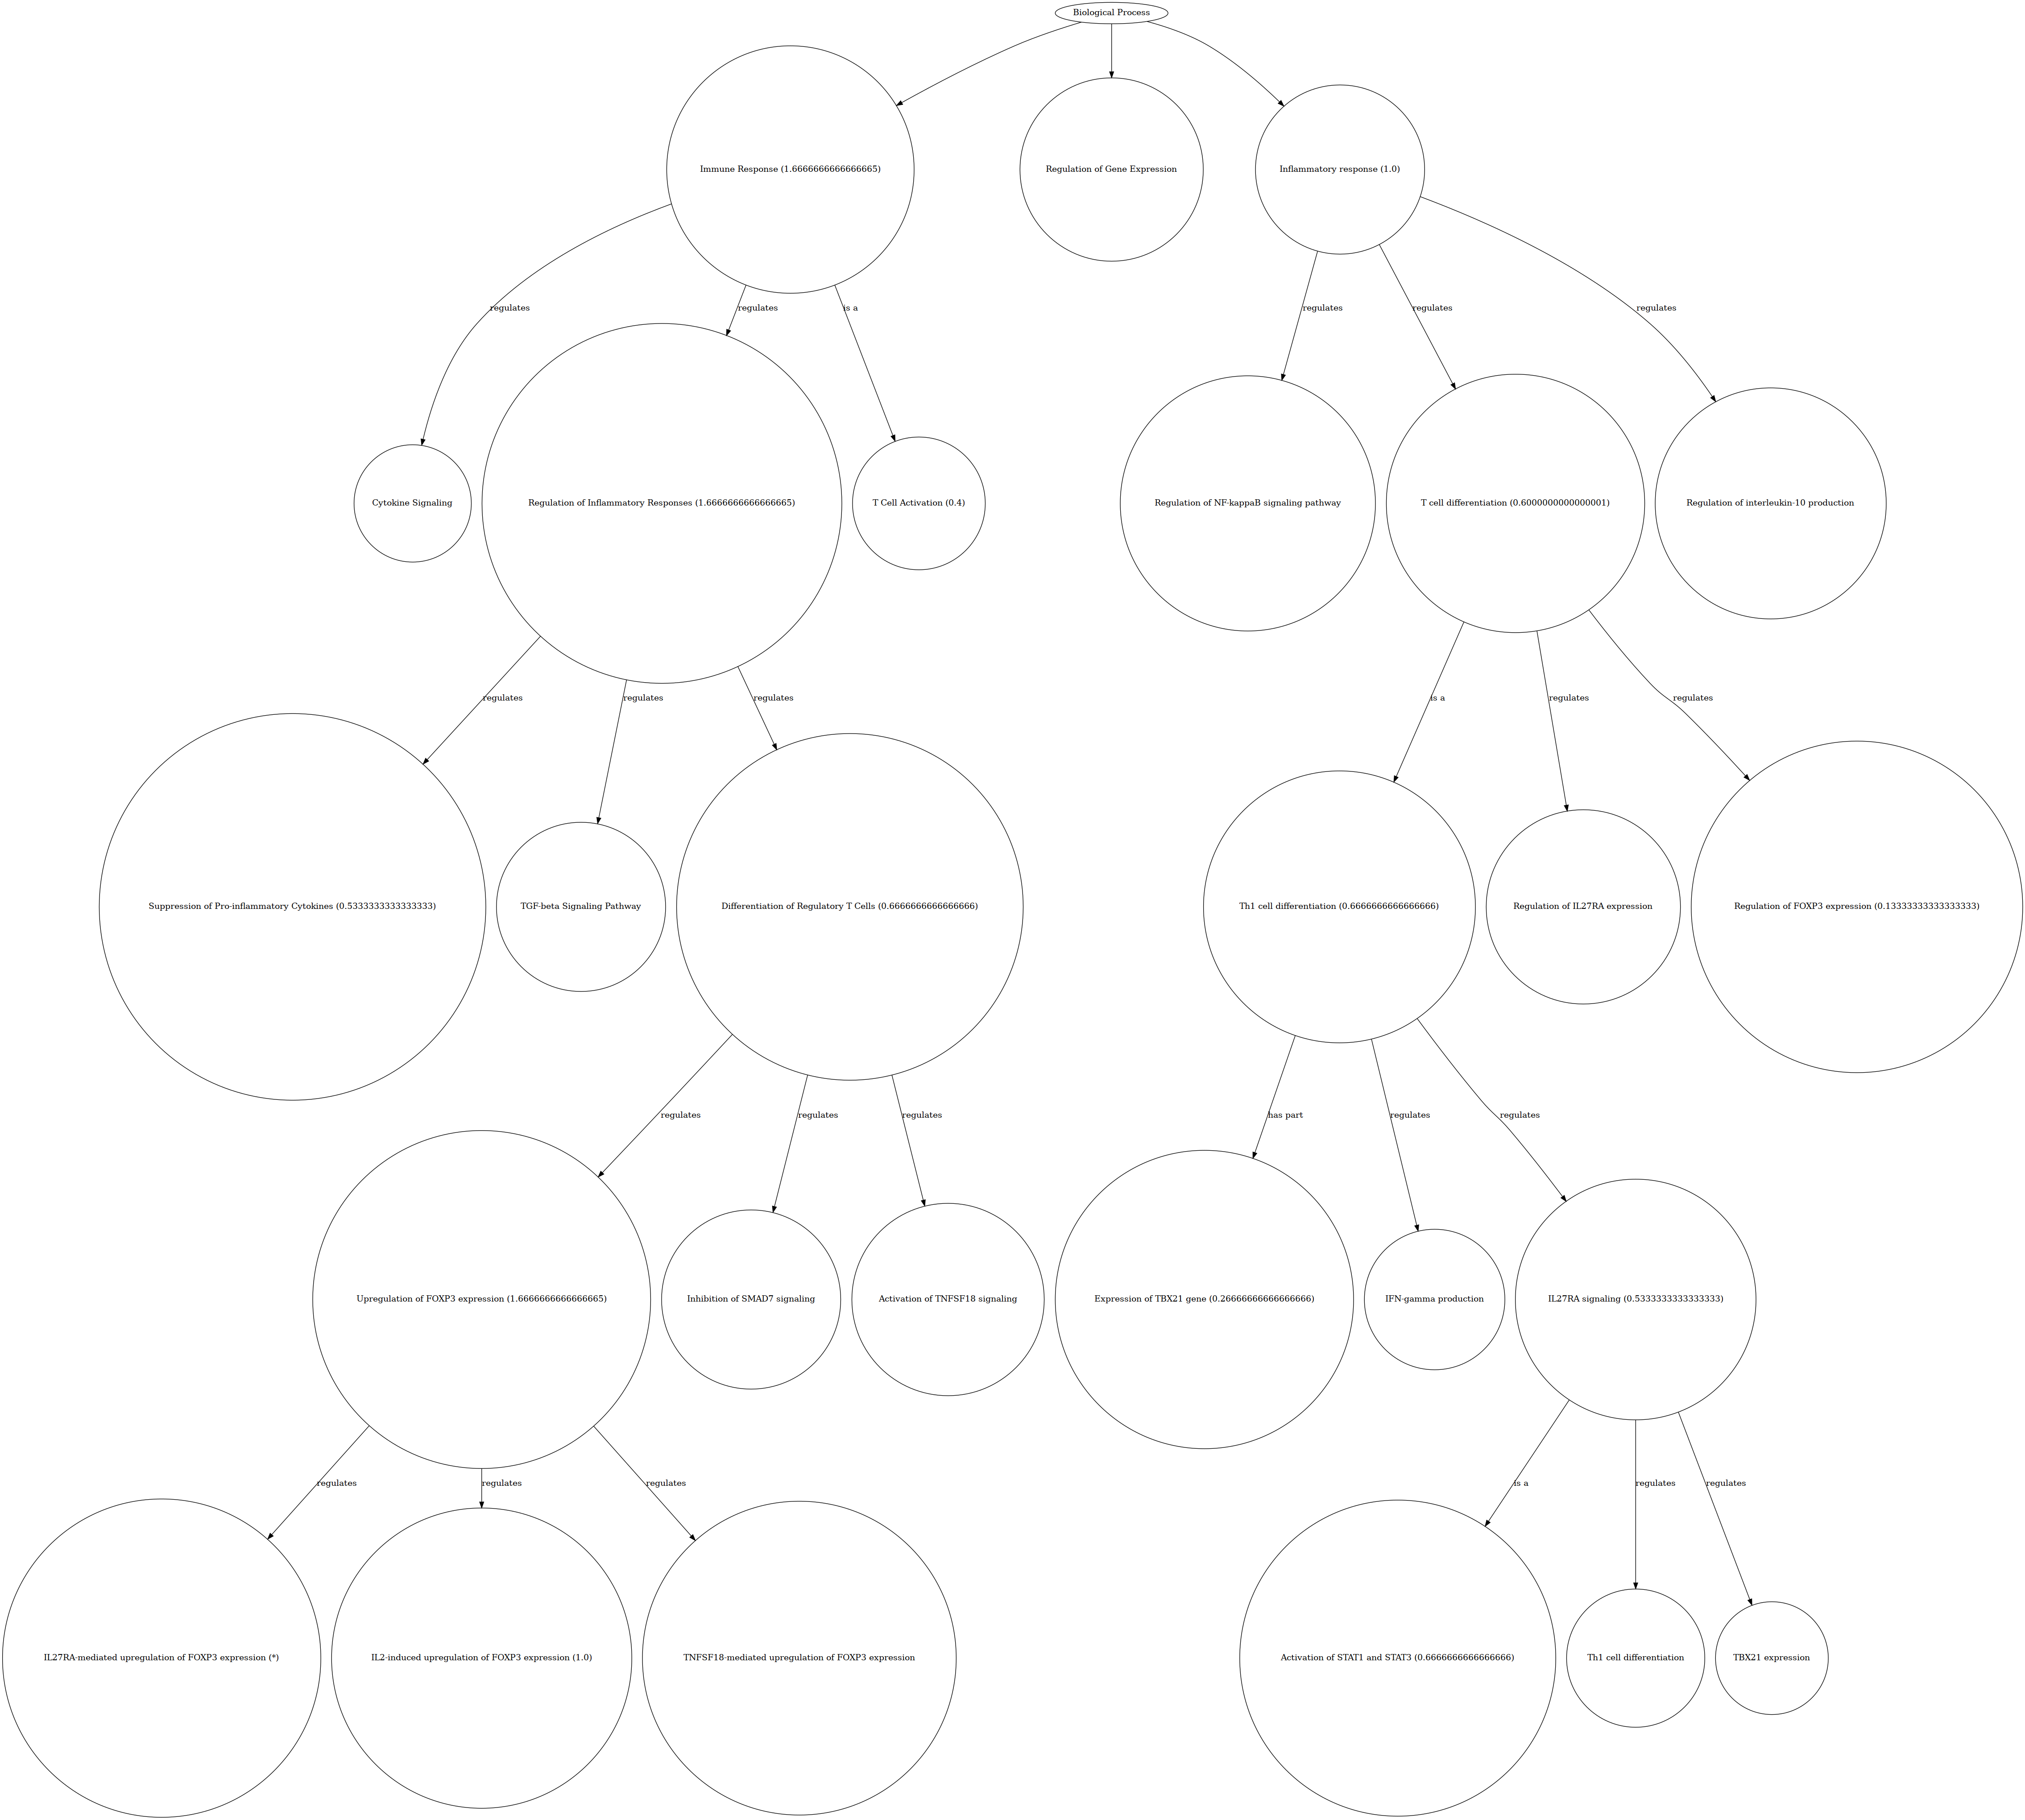 Biological Process
Immune Response (1.6666666666666665)
Regulation of Gene Expression
Inflammatory response (1.0)
regulates
regulates
is a
regulates
regulates
regulates
Cytokine Signaling
Regulation of Inflammatory Responses (1.6666666666666665)
T Cell Activation (0.4)
Regulation of NF-kappaB signaling pathway
T cell differentiation (0.6000000000000001)
Regulation of interleukin-10 production
regulates
regulates
regulates
is a
regulates
regulates
Suppression of Pro-inflammatory Cytokines (0.5333333333333333)
TGF-beta Signaling Pathway
Differentiation of Regulatory T Cells (0.6666666666666666)
Th1 cell differentiation (0.6666666666666666)
Regulation of IL27RA expression
Regulation of FOXP3 expression (0.13333333333333333)
regulates
regulates
regulates
has part
regulates
regulates
Upregulation of FOXP3 expression (1.6666666666666665)
Inhibition of SMAD7 signaling
Activation of TNFSF18 signaling
Expression of TBX21 gene (0.26666666666666666)
IFN-gamma production
IL27RA signaling (0.5333333333333333)
regulates
regulates
regulates
is a
regulates
regulates
IL27RA-mediated upregulation of FOXP3 expression (*)
IL2-induced upregulation of FOXP3 expression (1.0)
TNFSF18-mediated upregulation of FOXP3 expression
Activation of STAT1 and STAT3 (0.6666666666666666)
Th1 cell differentiation
TBX21 expression